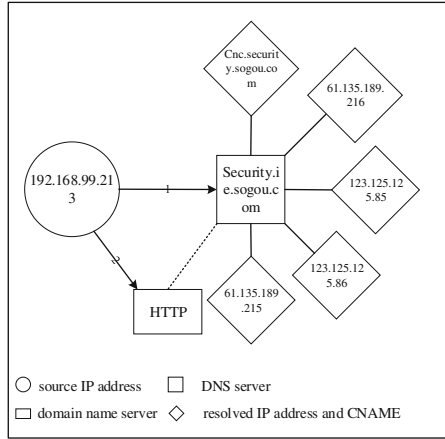 Cnc.securit
y.sogou.co
m
61.135.189
.216
192.168.99.21
3
1
Security.i
e.sogou.c
om
123.125.12
5.85
2
123.125.12
5.86
61.135.189
.215
HTTP
source IP address
DNS server
domain name server
resolved IP address and CNAME